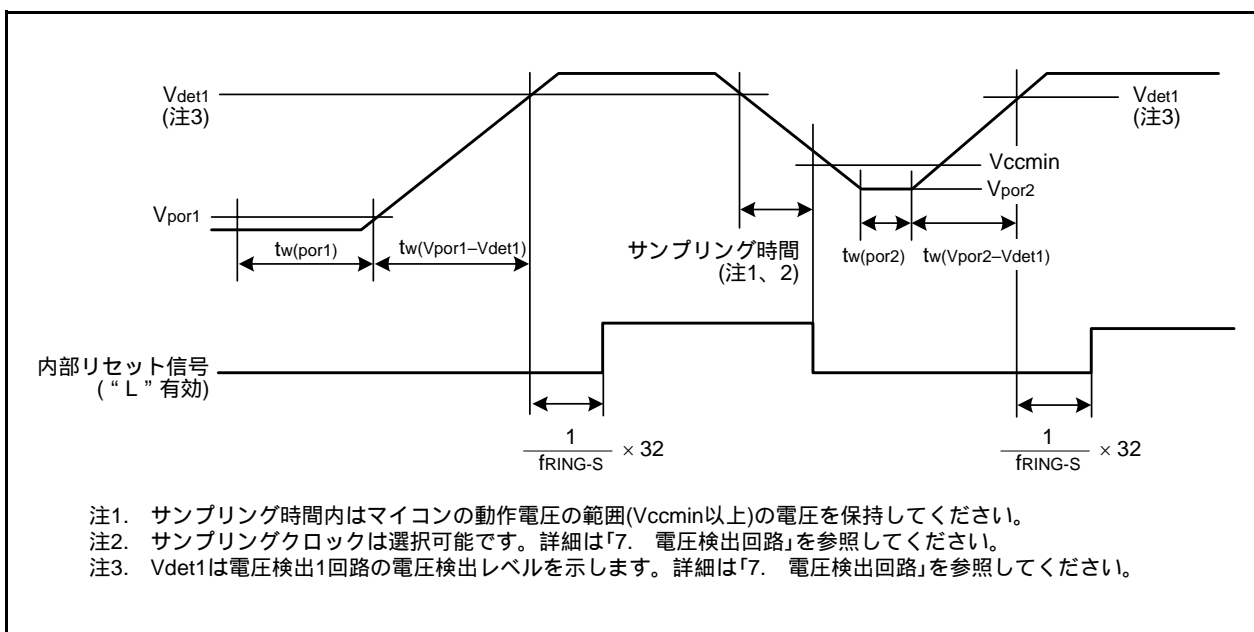 Vdet1
(注3)
Vdet1
(注3)
Vccmin
Vpor2
Vpor1
tw(por1)
tw(Vpor1–Vdet1)
サンプリング時間
(注1、2)
tw(por2)
tw(Vpor2–Vdet1)
内部リセット信号
( “ L ” 有効)
1
fRING-S
× 32
1
fRING-S
× 32
注1. サンプリング時間内はマイコンの動作電圧の範囲(Vccmin以上)の電圧を保持してください。
注2. サンプリングクロックは選択可能です。詳細は「7. 電圧検出回路」を参照してください。
注3. Vdet1は電圧検出1回路の電圧検出レベルを示します。詳細は「7. 電圧検出回路」を参照してください。